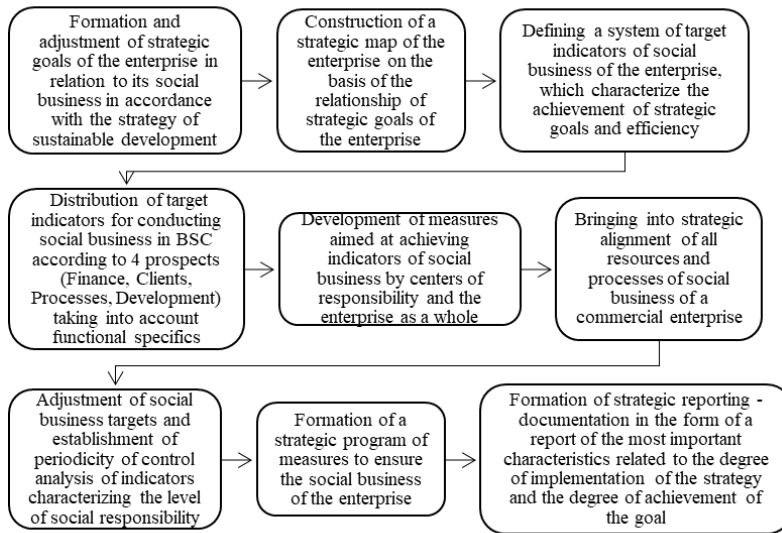 Formation and
adjustment of strategic
goals of the enterprise in
relation to its social
business in accordance
with the strategy of
sustainable development
Construction of a
strategic map of the
enterprise on the
basis of the
relationship of
strategic goals of
the enterprise
Defining a system of target
indicators of social
business of the enterprise,
which characterize the
achievement of strategic
goals and efficiency
Distribution of target
indicators for conducting
social business in BSC
according to 4 prospects
(Finance, Clients,
Processes, Development)
taking into account
functional specifics
Development of measures
aimed at achieving
indicators of social
business by centers of
responsibility and the
enterprise as a whole
Bringing into strategic
alignment of all
resources and
processes of social
business of a
commercial enterprise
Adjustment of social
business targets and
establishment of
periodicity of control
analysis of indicators
characterizing the level
of social responsibility
Formation of a
strategic program of
measures to ensure
the social business
of the enterprise
Formation of strategic reporting -
documentation in the form of a
report of the most important
characteristics related to the degree
of implementation of the strategy
and the degree of achievement of
the goal